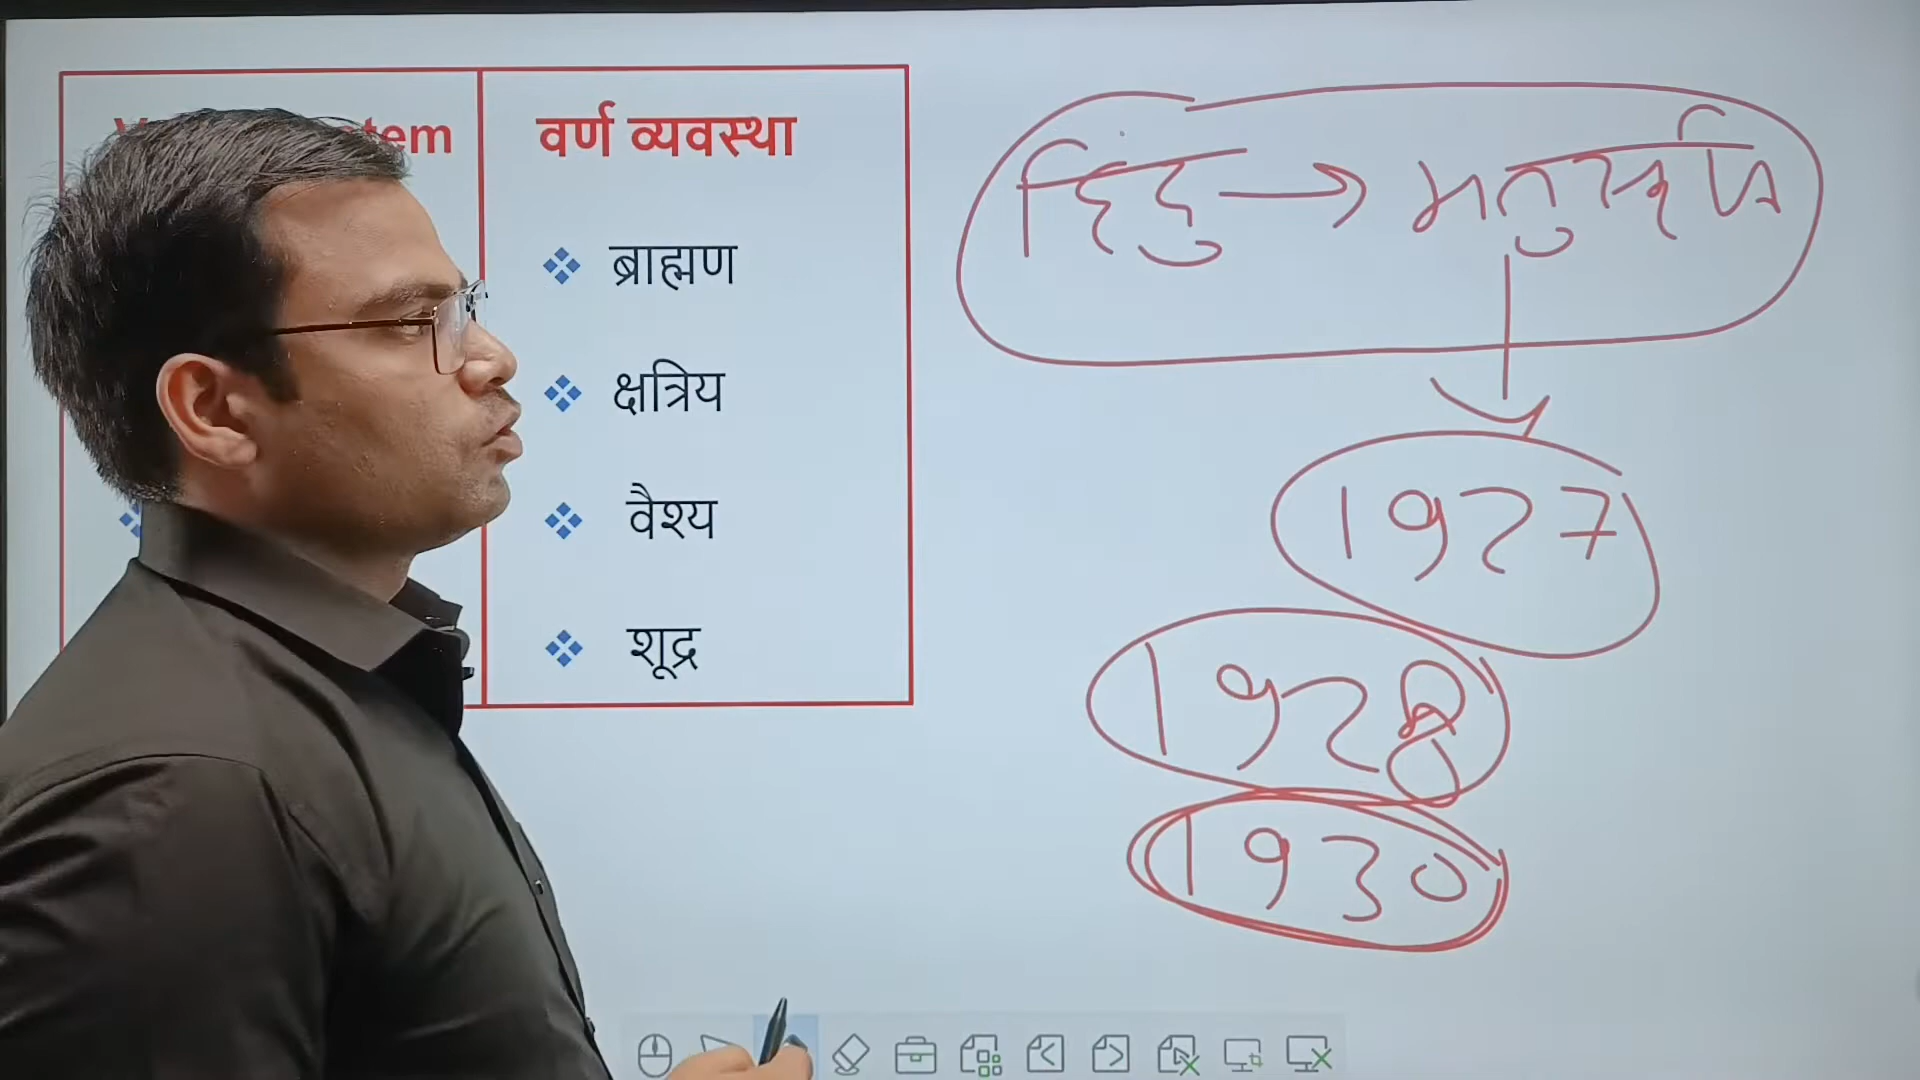 वर्ण व्यवस्था
ब्राह्मण
क्षत्रिय
वैश्य
शूद्र
हिंदु → मनुस्मृति
1927
1928
1930